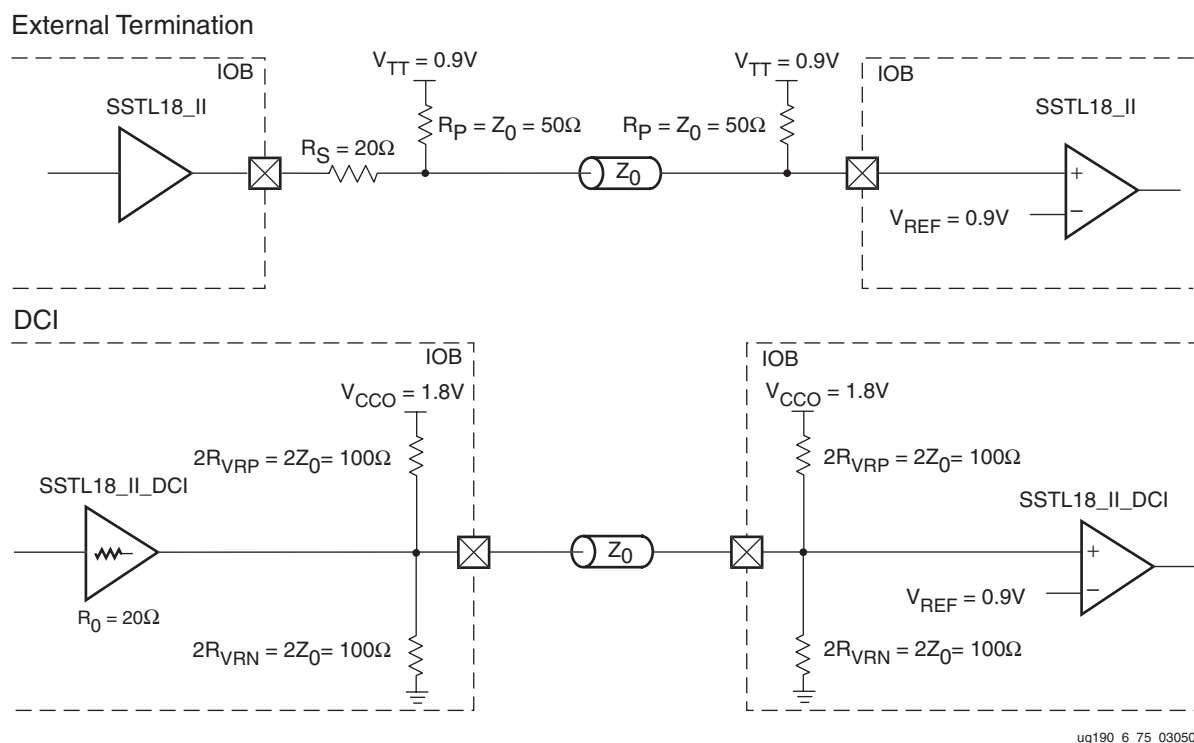 External Termination
IOB
SSTL18_II
R_S = 20Ω
V_TT = 0.9V
R_P = Z_0 = 50Ω
Z_0
V_TT = 0.9V
R_P = Z_0 = 50Ω
IOB
SSTL18_II
+
−
V_REF = 0.9V
DCI
IOB
V_CCO = 1.8V
2R_VRP = 2Z_0= 100Ω
SSTL18_II_DCI
R_0 = 20Ω
2R_VRN = 2Z_0= 100Ω
Z_0
IOB
V_CCO = 1.8V
2R_VRP = 2Z_0= 100Ω
SSTL18_II_DCI
+
−
V_REF = 0.9V
2R_VRN = 2Z_0= 100Ω
ug190_6_75_03050